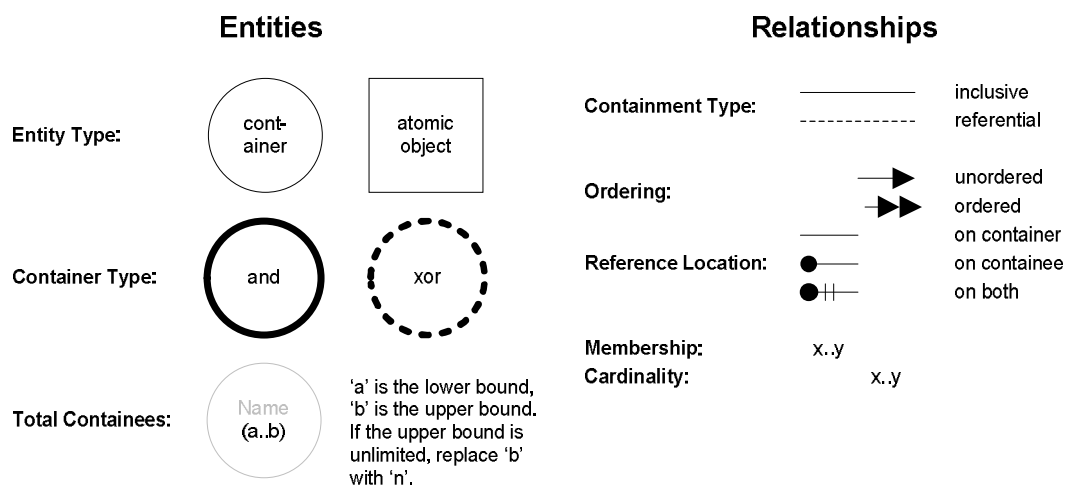 Entities
Entity Type:
cont-
ainer
atomic
object
Container Type:
and
xor
Total Containees:
Name
(a..b)
‘a’ is the lower bound,
‘b’ is the upper bound.
If the upper bound is
unlimited, replace ‘b’
with ‘n’.
Relationships
Containment Type:
inclusive
referential
Ordering:
unordered
ordered
Reference Location:
on container
on containee
on both
Membership:
x..y
Cardinality:
x..y